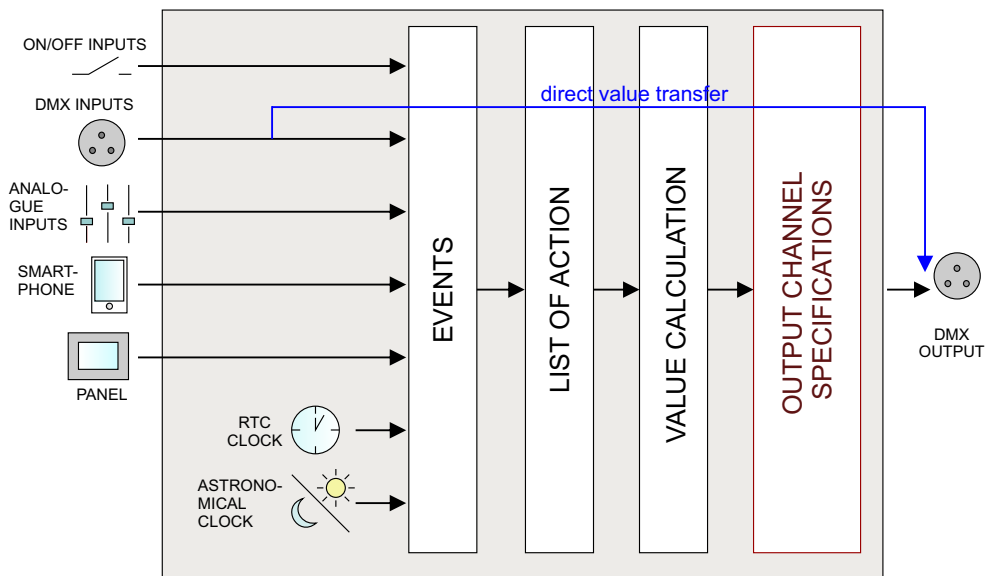 ON/OFF INPUTS
DMX INPUTS
direct value transfer
ANALO-
GUE
INPUTS
SMART-
PHONE
PANEL
RTC
CLOCK
ASTRONO-
MICAL
CLOCK
EVENTS
LIST OF ACTION
VALUE CALCULATION
OUTPUT CHANNEL
SPECIFICATIONS
DMX
OUTPUT